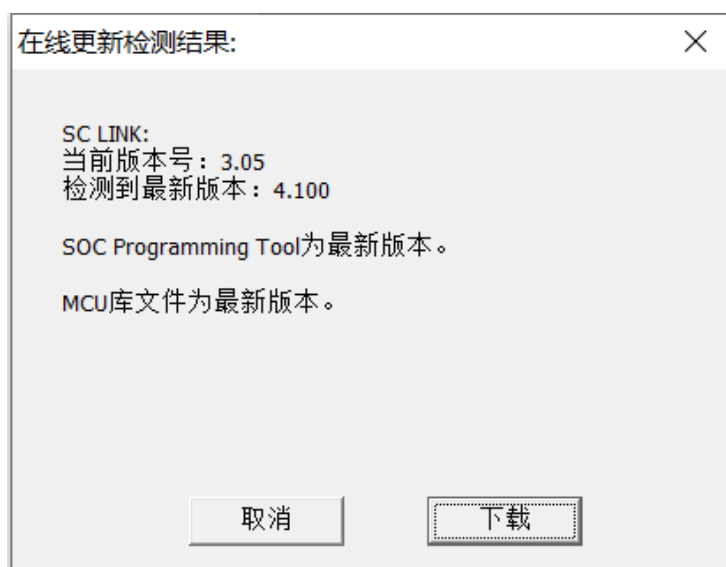 在线更新检测结果:
SC LINK:
当前版本号：3.05
检测到最新版本：4.100
SOC Programming Tool为最新版本。
MCU库文件为最新版本。
取消
下载